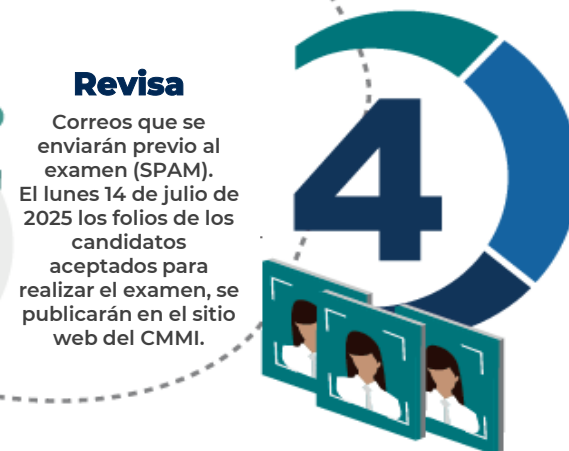 Revisa
Correos que se
enviarán previo al
examen (SPAM).
El lunes 14 de julio de
2025 los folios de los
candidatos
aceptados para
realizar el examen, se
publicarán en el sitio
web del CMMI.
4